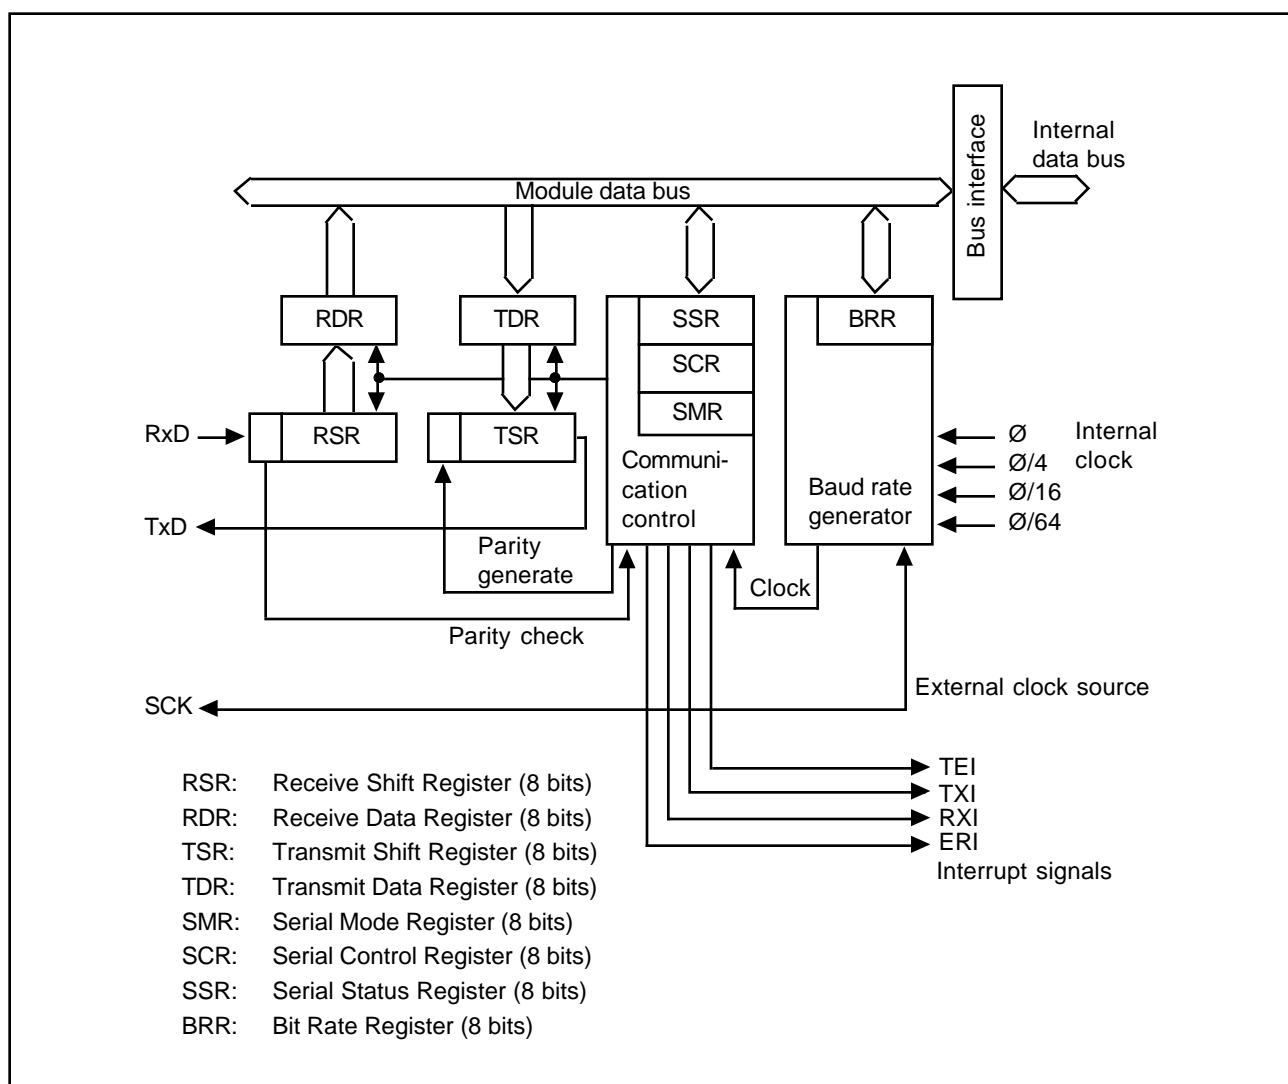 Internal
data bus
Bus interface
Module data bus
RDR
TDR
SSR
BRR
SCR
SMR
RxD
RSR
TSR
Ø
Internal
clock
Communi-
cation
control
Ø/4
Baud rate
generator
Ø/16
Ø/64
TxD
Parity
generate
Clock
Parity check
External clock source
SCK
TEI
TXI
RXI
ERI
Interrupt signals
RSR: Receive Shift Register (8 bits)
RDR: Receive Data Register (8 bits)
TSR: Transmit Shift Register (8 bits)
TDR: Transmit Data Register (8 bits)
SMR: Serial Mode Register (8 bits)
SCR: Serial Control Register (8 bits)
SSR: Serial Status Register (8 bits)
BRR: Bit Rate Register (8 bits)